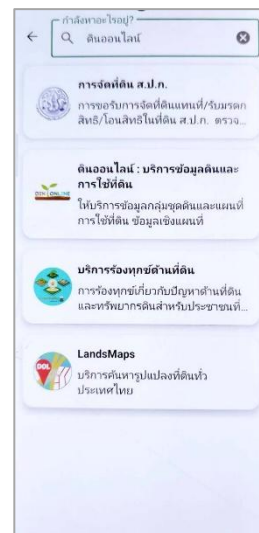 กำลังหาอะไรอยู่?
ดินออนไลน์
การจัดที่ดิน ส.ป.ก.
การขอรับการจัดที่ดินแทนที่/รับมรดก
สิทธิ/โอนสิทธิในที่ดิน ส.ป.ก. ตรวจ...
ดินออนไลน์ : บริการข้อมูลดินและ
การใช้ที่ดิน
DIN ONLINE
ให้บริการข้อมูลกลุ่มชุดดินและแผนที่
การใช้ที่ดิน ข้อมูลเชิงแผนที่
บริการร้องทุกข์ด้านที่ดิน
การร้องทุกข์เกี่ยวกับปัญหาด้านที่ดิน
และทรัพยากรดินสำหรับประชาชนที่...
LandsMaps
DOL
บริการค้นหารูปแปลงที่ดินทั่ว
ประเทศไทย